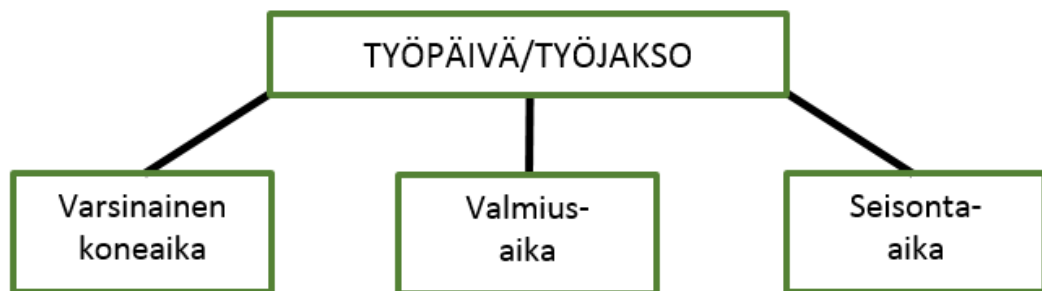 TYÖPÄIVÄ/TYÖJAKSO
Varsinainen
koneaika
Valmius-
aika
Seisonta-
aika